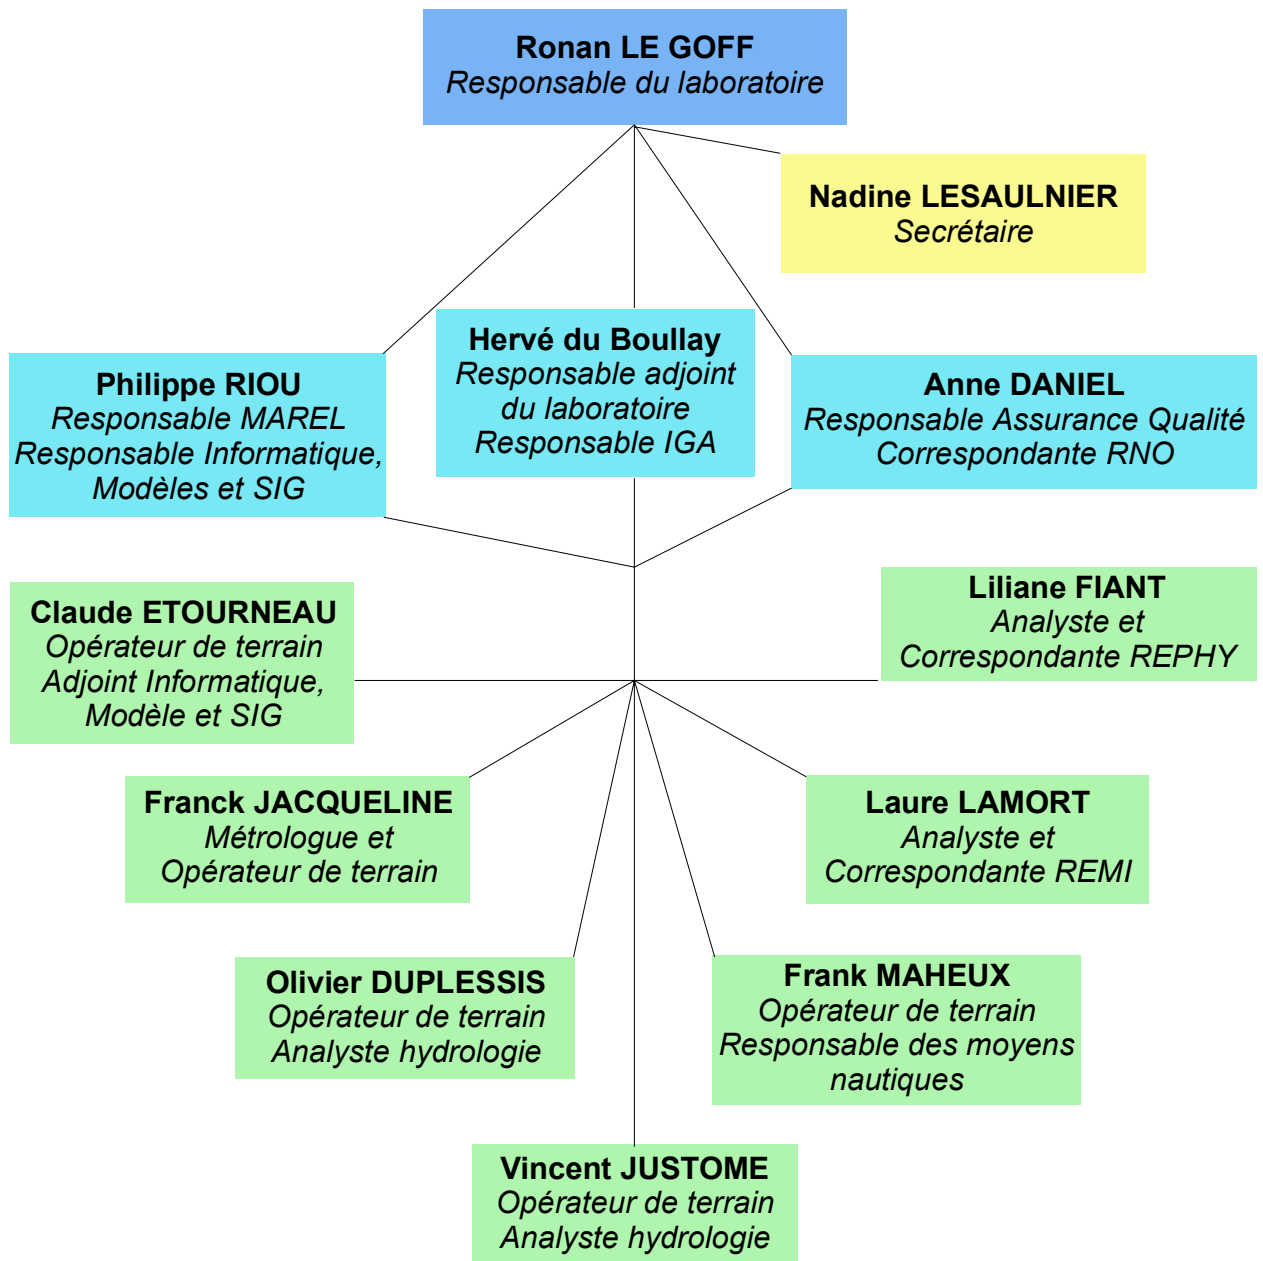 Ronan LE GOFF
Responsable du laboratoire
Nadine LESAULNIER
Secrétaire
Philippe RIOU
Responsable MAREL
Responsable Informatique,
Modèles et SIG
Hervé du Boullay
Responsable adjoint
du laboratoire
Responsable IGA
Anne DANIEL
Responsable Assurance Qualité
Correspondante RNO
Claude ETOURNEAU
Opérateur de terrain
Adjoint Informatique,
Modèle et SIG
Liliane FIANT
Analyste et
Correspondante REPHY
Franck JACQUELINE
Métrologue et
Opérateur de terrain
Laure LAMORT
Analyste et
Correspondante REMI
Olivier DUPLESSIS
Opérateur de terrain
Analyste hydrologie
Frank MAHEUX
Opérateur de terrain
Responsable des moyens
nautiques
Vincent JUSTOME
Opérateur de terrain
Analyste hydrologie